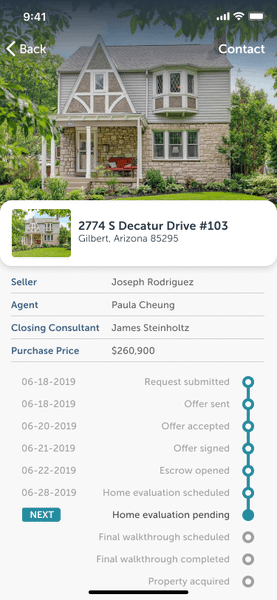 9:41
Back Contact
2774 S Decatur Drive #103
Gilbert, Arizona 85295
Seller Joseph Rodriguez
Agent Paula Cheung
Closing Consultant James Steinholtz
Purchase Price $260,900
06-18-2019 Request submitted
06-18-2019 Offer sent
06-20-2019 Offer accepted
06-21-2019 Offer signed
06-22-2019 Escrow opened
06-28-2019 Home evaluation scheduled
NEXT Home evaluation pending
Final walkthrough scheduled
Final walkthrough completed
Property acquired